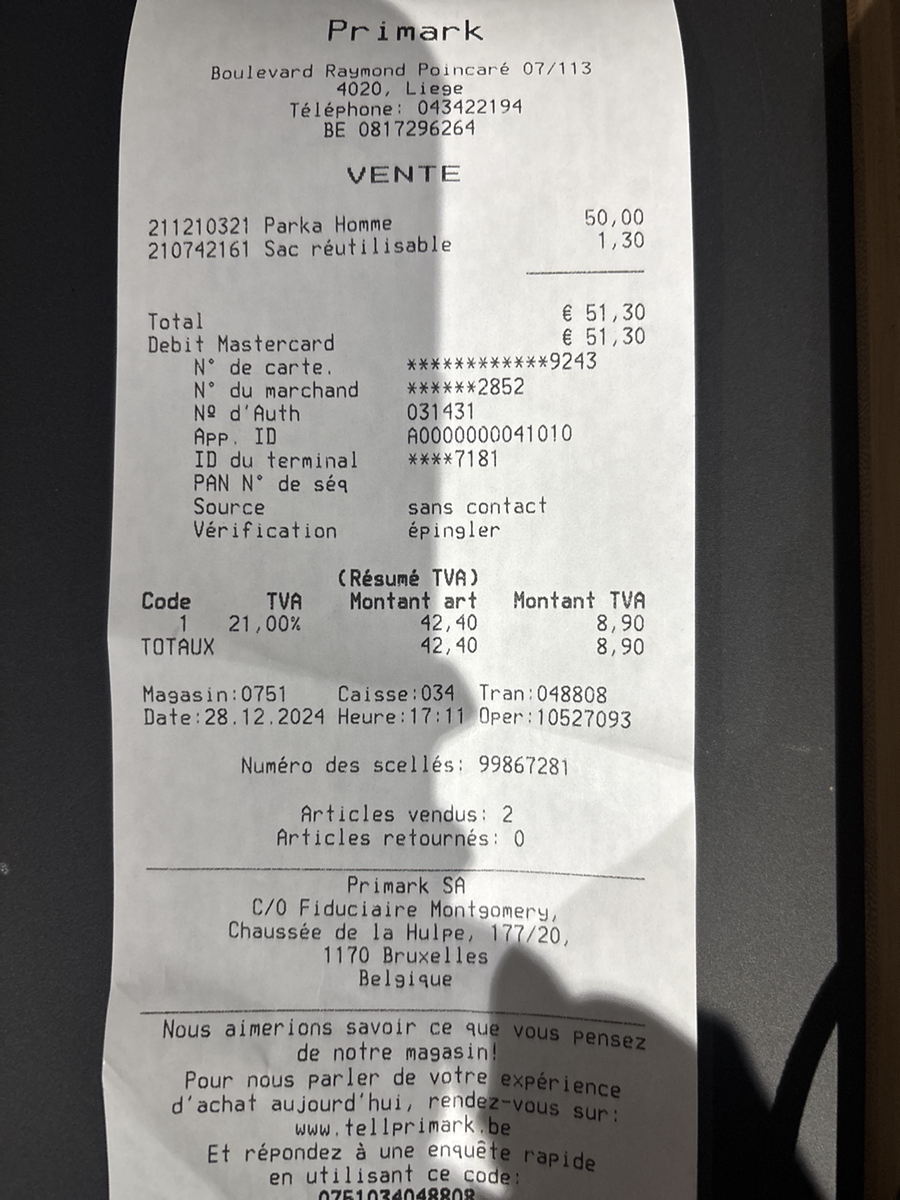 Primark
Boulevard Raymond Poincaré 07/113
4020, Liege
Téléphone: 043422194
BE 0817296264
VENTE
211210321 Parka Homme 50,00
210742161 Sac réutilisable 1,30
Total € 51,30
Debit Mastercard € 51,30
N° de carte. ************9243
N° du marchand ******2852
Nº d'Auth 031431
App. ID A0000000041010
ID du terminal ****7181
PAN N° de séq
Source sans contact
Vérification épingler
(Résumé TVA)
Code TVA Montant art Montant TVA
1 21,00% 42,40 8,90
TOTAUX 42,40 8,90
Magasin:0751 Caisse:034 Tran:048808
Date:28.12.2024 Heure:17:11 Oper:10527093
Numéro des scellés: 99867281
Articles vendus: 2
Articles retournés: 0
Primark SA
C/O Fiduciaire Montgomery,
Chaussée de la Hulpe, 177/20,
1170 Bruxelles
Belgique
Nous aimerions savoir ce que vous pensez
de notre magasin!
Pour nous parler de votre expérience
d'achat aujourd'hui, rendez-vous sur:
www.tellprimark.be
Et répondez à une enquête rapide
en utilisant ce code:
0751034048808